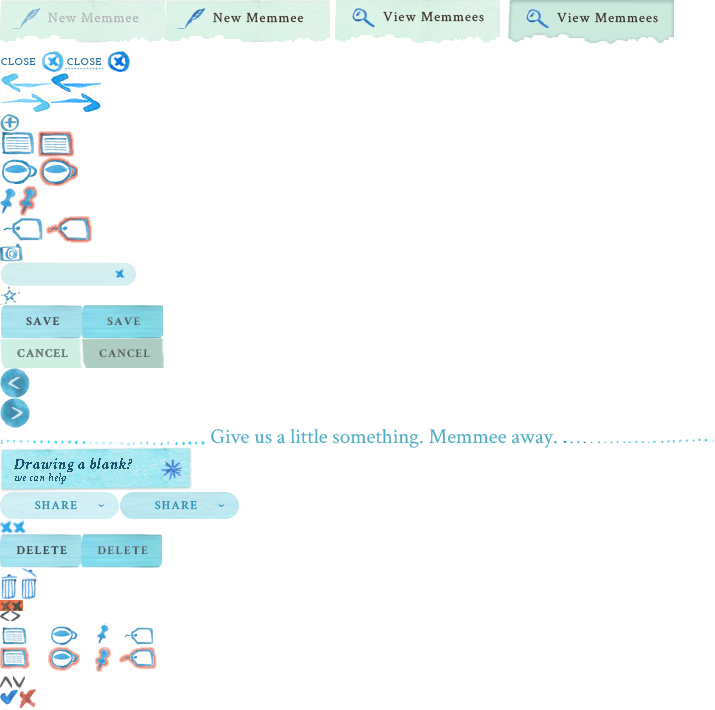 New Memmee New Memmee View Memmees View Memmees
CLOSE CLOSE
SAVE SAVE
CANCEL CANCEL
Give us a little something. Memmee away.
Drawing a blank?
we can help
SHARE SHARE
DELETE DELETE